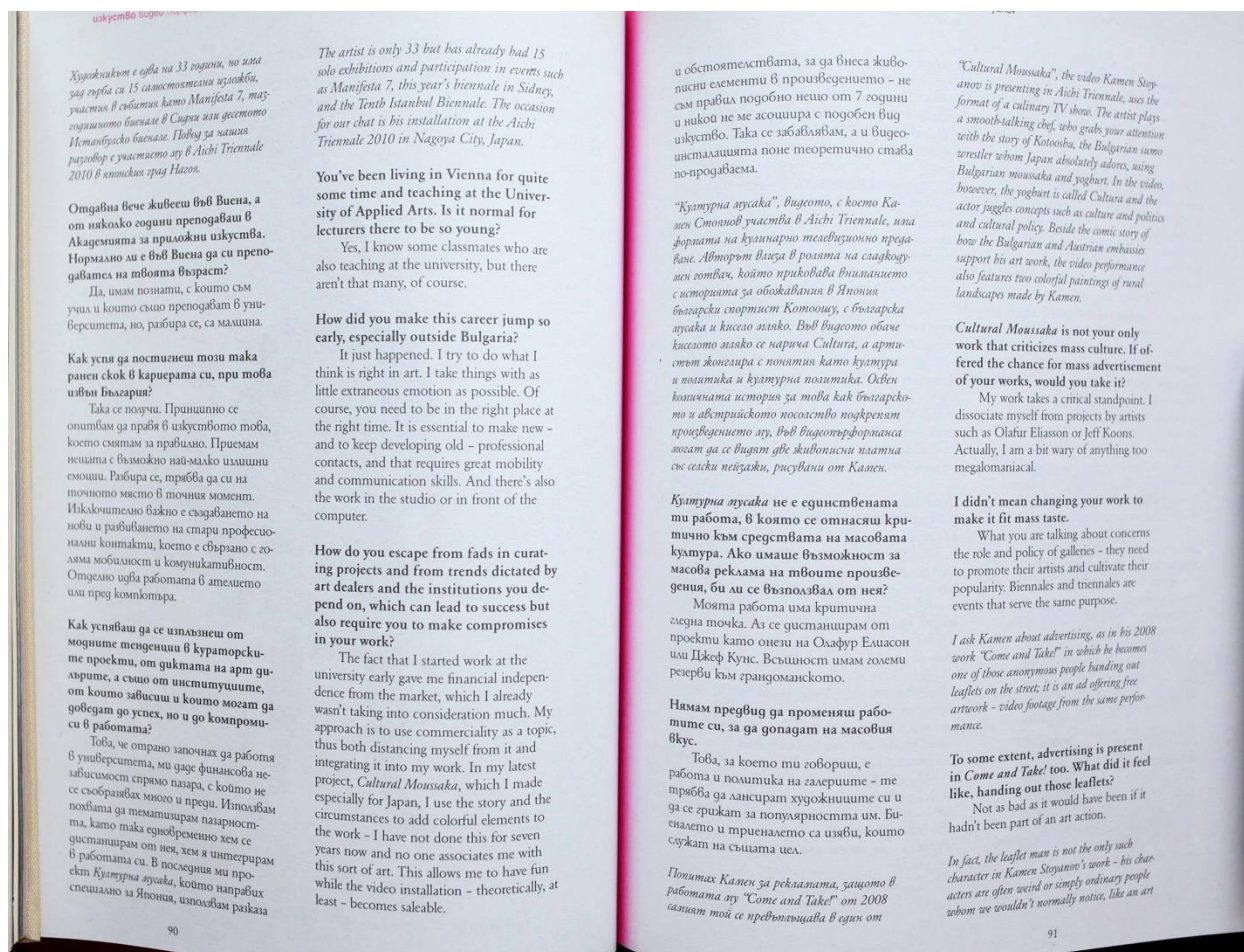 изкуство видео
Художникът е едва на 33 години, но има
зад гърба си 15 самостоятелни изложби,
участия в събития като Manifesta 7, таз-
годишното биенале в Сидни или десетото
Истанбулско биенале. Повод за нашия
разговор е участието му в Aichi Triennale
2010 в японския град Нагоя.
Отдавна вече живееш във Виена, а
от няколко години преподаваш в
Академията за приложни изкуства.
Нормално ли е във Виена да си препо-
давател на твоята възраст?
Да, имам познати, с които съм
учил и които също преподават в уни-
верситета, но, разбира се, са малцина.
Как успя да постигнеш този така
ранен скок в кариерата си, при това
извън България?
Така се получи. Принципно се
опитвам да правя в изкуството това,
което смятам за правилно. Приемам
нещата с възможно най-малко излишни
емоции. Разбира се, трябва да си на
точното място в точния момент.
Изключително важно е създаването на
нови и развиването на стари професио-
нални контакти, което е свързано с го-
ляма мобилност и комуникативност.
Отделно идва работата в ателието
или пред компютъра.
Как успяваш да се изплъзнеш от
модните тенденции в кураторски-
те проекти, от диктата на арт ди-
лърите, а също от институциите,
от които зависиш и които могат да
доведат до успех, но и до компроми-
си в работата?
Това, че отрано започнах да работя
в университета, ми даде финансова не-
зависимост спрямо пазара, с който не
се съобразявах много и преди. Използвам
похвата да тематизирам пазарност-
та, като така едновременно хем се
дистанцирам от нея, хем я интегрирам
в работата си. В последния ми про-
ект Културна мусака, който направих
специално за Япония, използвам разказа
90
The artist is only 33 but has already had 15
solo exhibitions and participation in events such
as Manifesta 7, this year's biennale in Sidney,
and the Tenth Istanbul Biennale. The occasion
for our chat is his installation at the Aichi
Triennale 2010 in Nagoya City, Japan.
You've been living in Vienna for quite
some time and teaching at the Univer-
sity of Applied Arts. Is it normal for
lecturers there to be so young?
Yes, I know some classmates who are
also teaching at the university, but there
aren't that many, of course.
How did you make this career jump so
early, especially outside Bulgaria?
It just happened. I try to do what I
think is right in art. I take things with as
little extraneous emotion as possible. Of
course, you need to be in the right place at
the right time. It is essential to make new –
and to keep developing old – professional
contacts, and that requires great mobility
and communication skills. And there's also
the work in the studio or in front of the
computer.
How do you escape from fads in curat-
ing projects and from trends dictated by
art dealers and the institutions you de-
pend on, which can lead to success but
also require you to make compromises
in your work?
The fact that I started work at the
university early gave me financial indepen-
dence from the market, which I already
wasn't taking into consideration much. My
approach is to use commerciality as a topic,
thus both distancing myself from it and
integrating it into my work. In my latest
project, Cultural Moussaka, which I made
especially for Japan, I use the story and the
circumstances to add colorful elements to
the work – I have not done this for seven
years now and no one associates me with
this sort of art. This allows me to have fun
while the video installation – theoretically, at
least – becomes saleable.
и обстоятелствата, за да внеса живо-
писни елементи в произведението – не
съм правил подобно нещо от 7 години
и никой не ме асоциира с подобен вид
изкуство. Така се забавлявам, а и видео-
инсталацията поне теоретично става
по-продаваема.
"Културна мусака", видеото, с което Ка-
мен Стоянов участва в Aichi Triennale, има
формата на кулинарно телевизионно преда-
ване. Авторът влиза в ролята на сладкоду-
мен готвач, който приковава вниманието
с историята за обожавания в Япония
български спортист Котоошу, с българска
мусака и кисело мляко. Във видеото обаче
киселото мляко се нарича Cultura, а арти-
стът жонглира с понятия като култура
и политика и културна политика. Освен
комичната история за това как българско-
то и австрийското посолство подкрепят
произведението му, във видеопърформанса
могат да се видят две живописни платна
със селски пейзажи, рисувани от Камен.
Културна мусака не е единствената
ти работа, в която се отнасяш кри-
тично към средствата на масовата
култура. Ако имаше възможност за
масова реклама на твоите произве-
дения, би ли се възползвал от нея?
Моята работа има критична
гледна точка. Аз се дистанцирам от
проекти като онези на Олафур Елиасон
или Джеф Кунс. Всъщност имам големи
резерви към грандоманското.
Нямам предвид да променяш рабо-
тите си, за да допадат на масовия
вкус.
Това, за което ти говориш, е
работа и политика на галериите – те
трябва да лансират художниците си и
да се грижат за популярността им. Би-
еналето и триеналето са изяви, които
служат на същата цел.
Попитах Камен за рекламата, защото в
работата му "Come and Take!" от 2008
самият той се превъплъщава в един от
"Cultural Moussaka", the video Kamen Stoy-
anov is presenting in Aichi Triennale, uses the
format of a culinary TV show. The artist plays
a smooth-talking chef, who grabs your attention
with the story of Kotooshu, the Bulgarian sumo
wrestler whom Japan absolutely adores, using
Bulgarian moussaka and yoghurt. In the video,
however, the yoghurt is called Cultura and the
actor juggles concepts such as culture and politics
and cultural policy. Beside the comic story of
how the Bulgarian and Austrian embassies
support his art work, the video performance
also features two colorful paintings of rural
landscapes made by Kamen.
Cultural Moussaka is not your only
work that criticizes mass culture. If of-
fered the chance for mass advertisement
of your works, would you take it?
My work takes a critical standpoint. I
dissociate myself from projects by artists
such as Olafur Eliasson or Jeff Koons.
Actually, I am a bit wary of anything too
megalomaniacal.
I didn't mean changing your work to
make it fit mass taste.
What you are talking about concerns
the role and policy of galleries – they need
to promote their artists and cultivate their
popularity. Biennales and triennales are
events that serve the same purpose.
I ask Kamen about advertising, as in his 2008
work "Come and Take!" in which he becomes
one of those anonymous people handing out
leaflets on the street; it is an ad offering free
artwork – video footage from the same perfor-
mance.
To some extent, advertising is present
in Come and Take! too. What did it feel
like, handing out those leaflets?
Not as bad as it would have been if it
hadn't been part of an art action.
In fact, the leaflet man is not the only such
character in Kamen Stoyanov's work – his char-
acters are often weird or simply ordinary people
whom we wouldn't normally notice, like an art
91